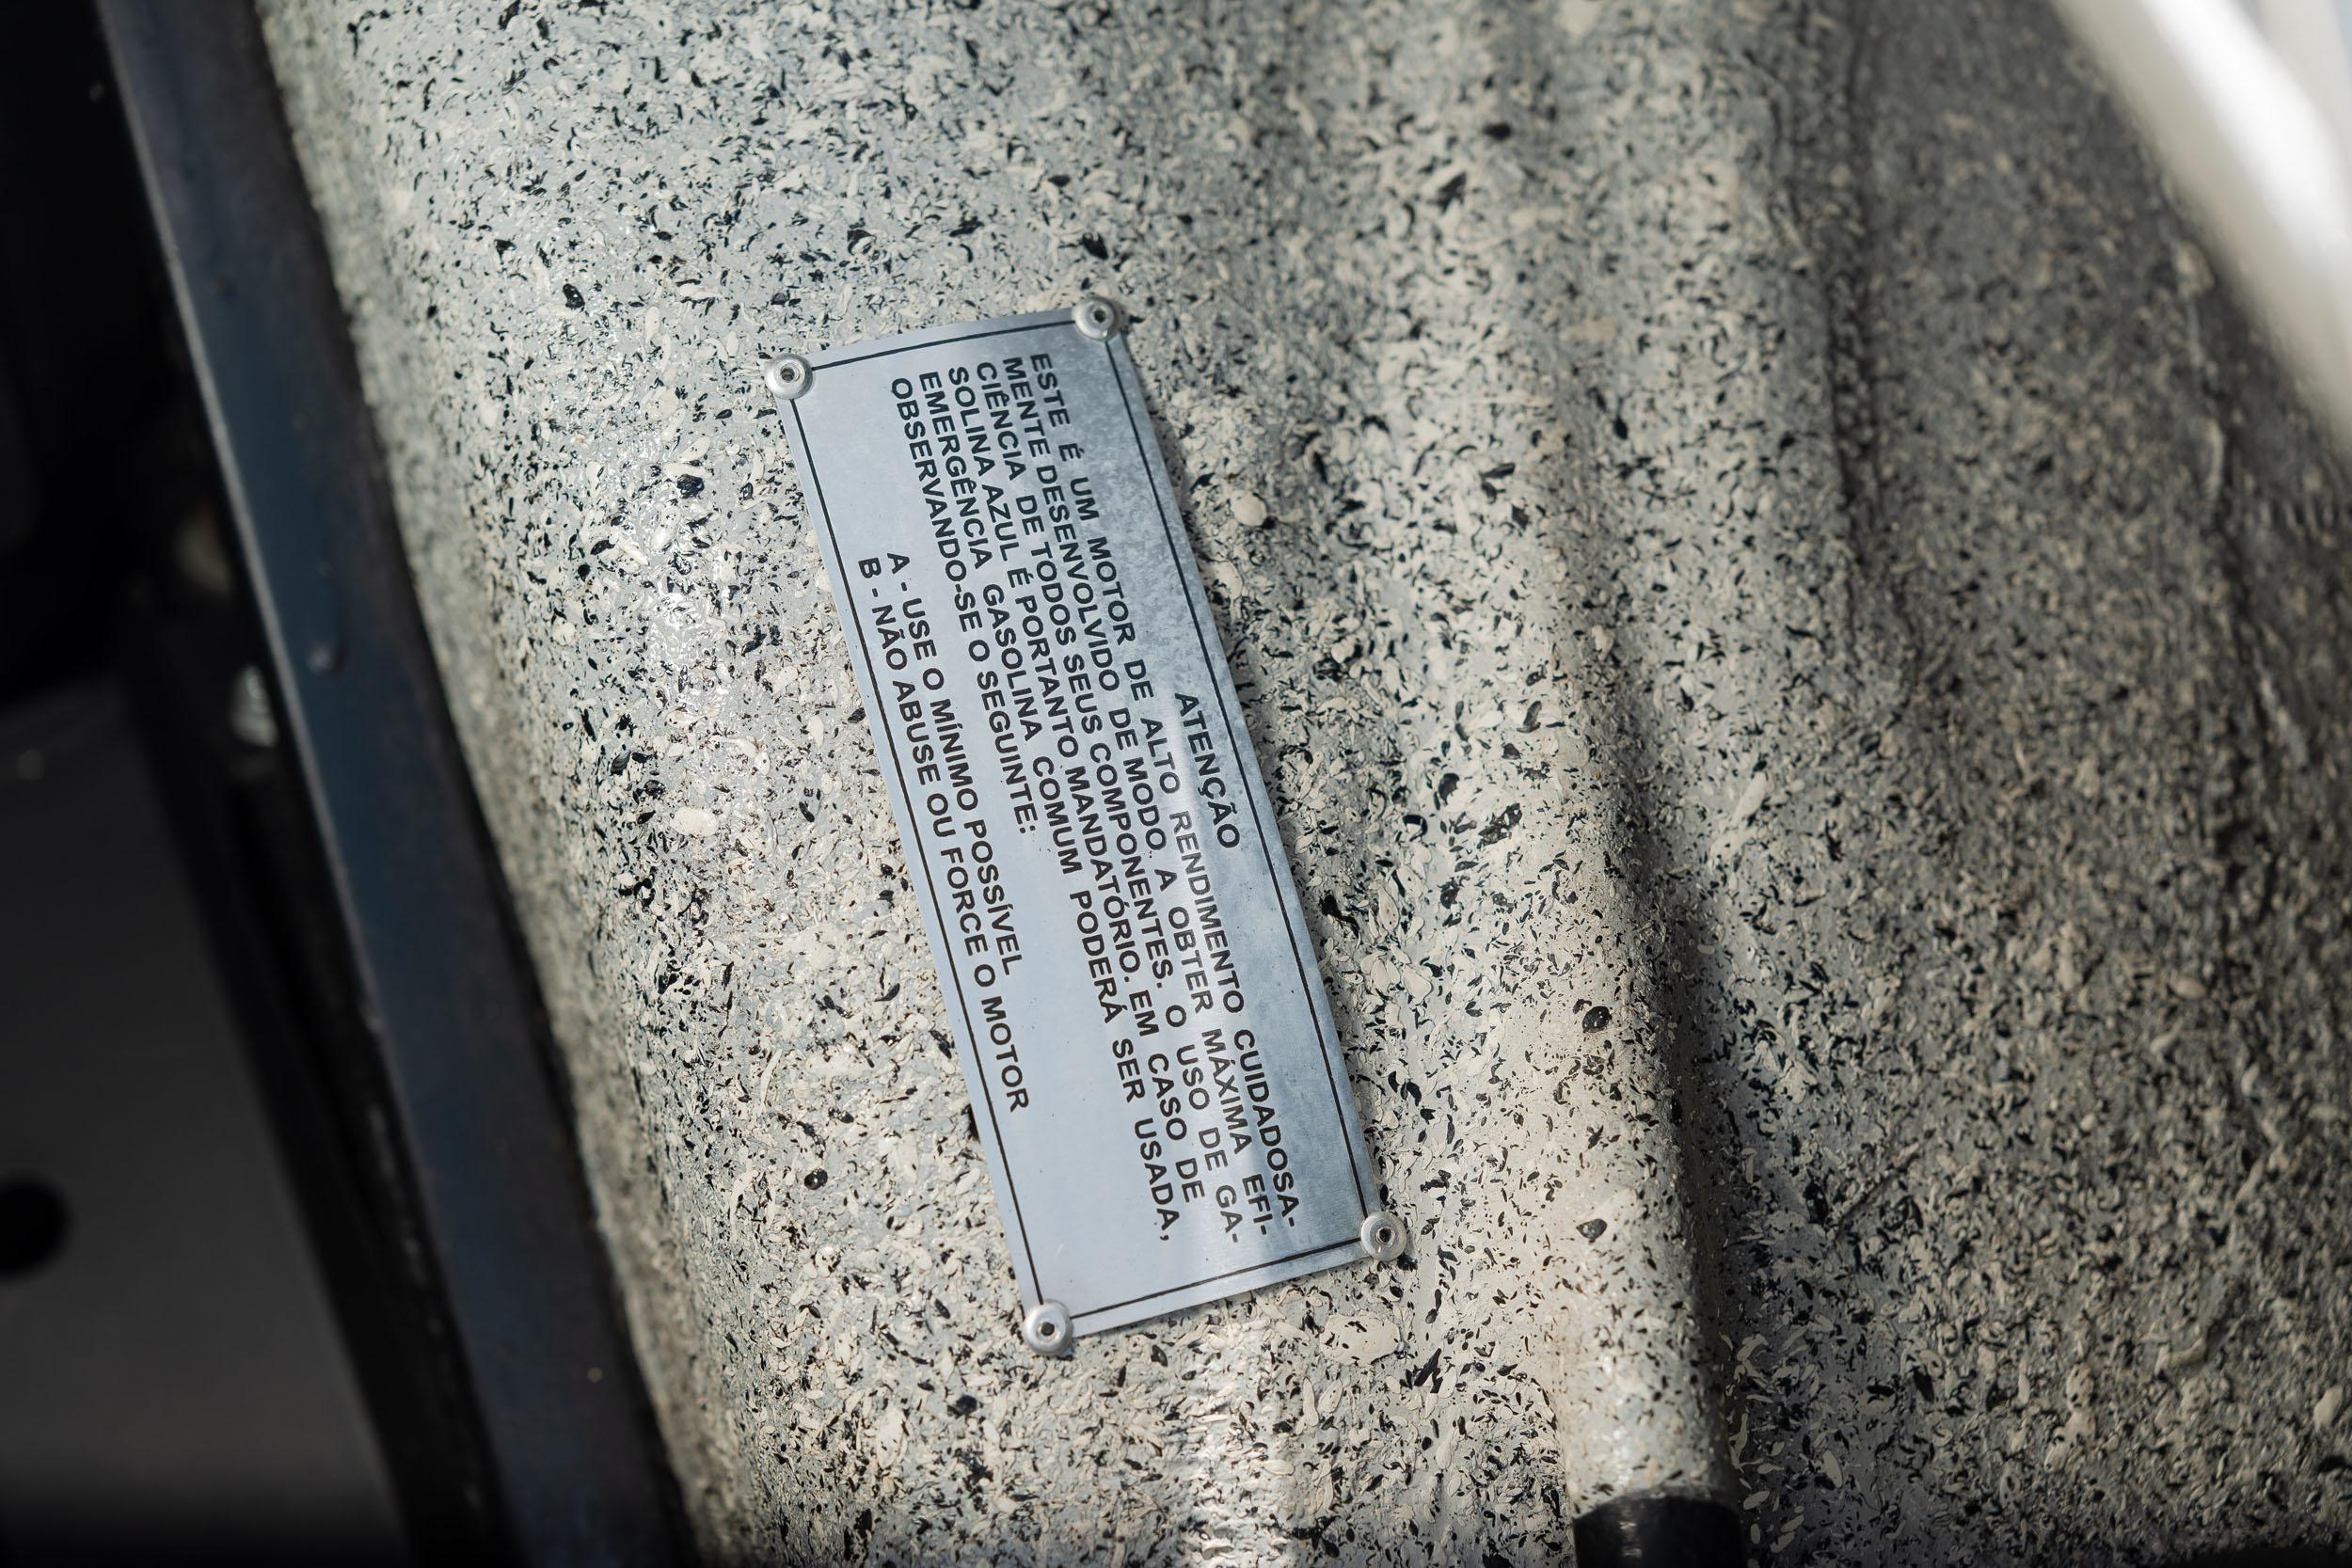 ATENÇÃO
ESTE É UM MOTOR DE ALTO RENDIMENTO CUIDADOSA-
MENTE DESENVOLVIDO DE MODO A OBTER MÁXIMA EFI-
CIÊNCIA DE TODOS SEUS COMPONENTES. O USO DE GA-
SOLINA AZUL É PORTANTO MANDATÓRIO. EM CASO DE
EMERGÊNCIA GASOLINA COMUM PODERÁ SER USADA,
OBSERVANDO-SE O SEGUINTE:
A - USE O MÍNIMO POSSÍVEL
B - NÃO ABUSE OU FORCE O MOTOR